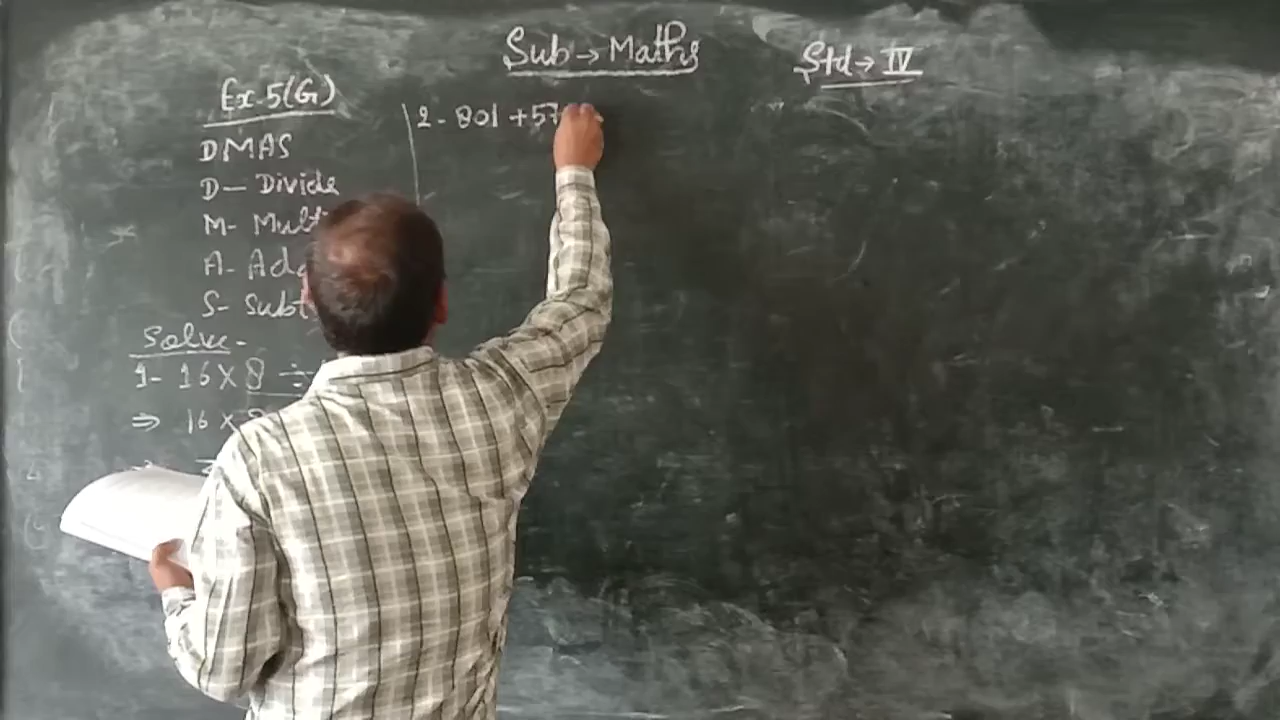 Sub → Maths
Std → IV
Ex-5(G)
DMAS
D- Divide
M- Mult
A- Add
S- Subt
Solve-
1- 16 × 8 ÷
⇒ 16 ×
2- 801 + 57